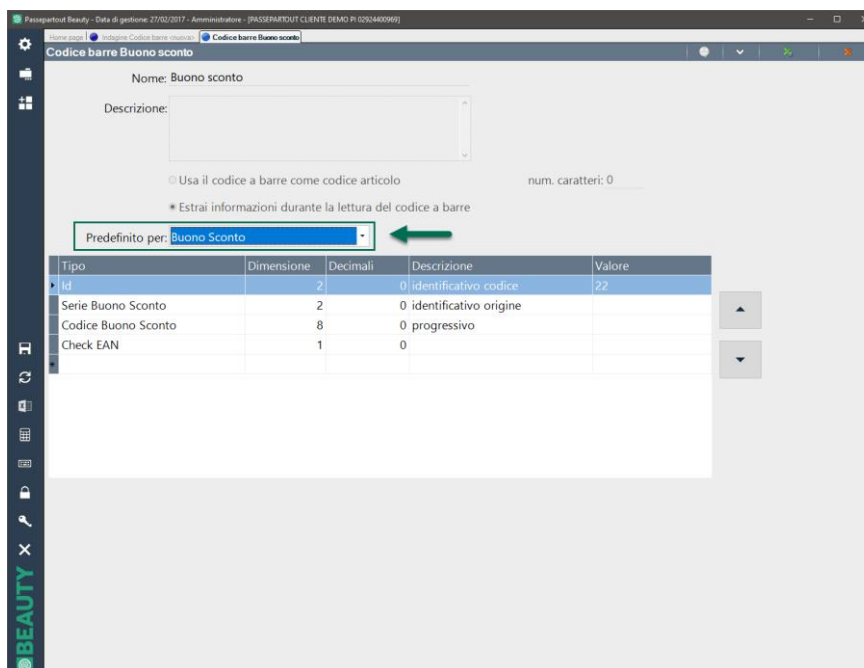 Passepartout Beauty - Data di gestione: 27/02/2017 - Amministratore - [PASSEPARTOUT CLIENTE DEMO PI 02924400969]
Home page Indagine Codice barre <nuova> Codice barre Buono sconto
Codice barre Buono sconto
Nome: Buono sconto
Descrizione:
Usa il codice a barre come codice articolo num. caratteri: 0
Estrai informazioni durante la lettura del codice a barre
Predefinito per: Buono Sconto
Tipo Dimensione Decimali Descrizione Valore
Id 2 0 identificativo codice 22
Serie Buono Sconto 2 0 identificativo origine
Codice Buono Sconto 8 0 progressivo
Check EAN 1 0
BEAUTY